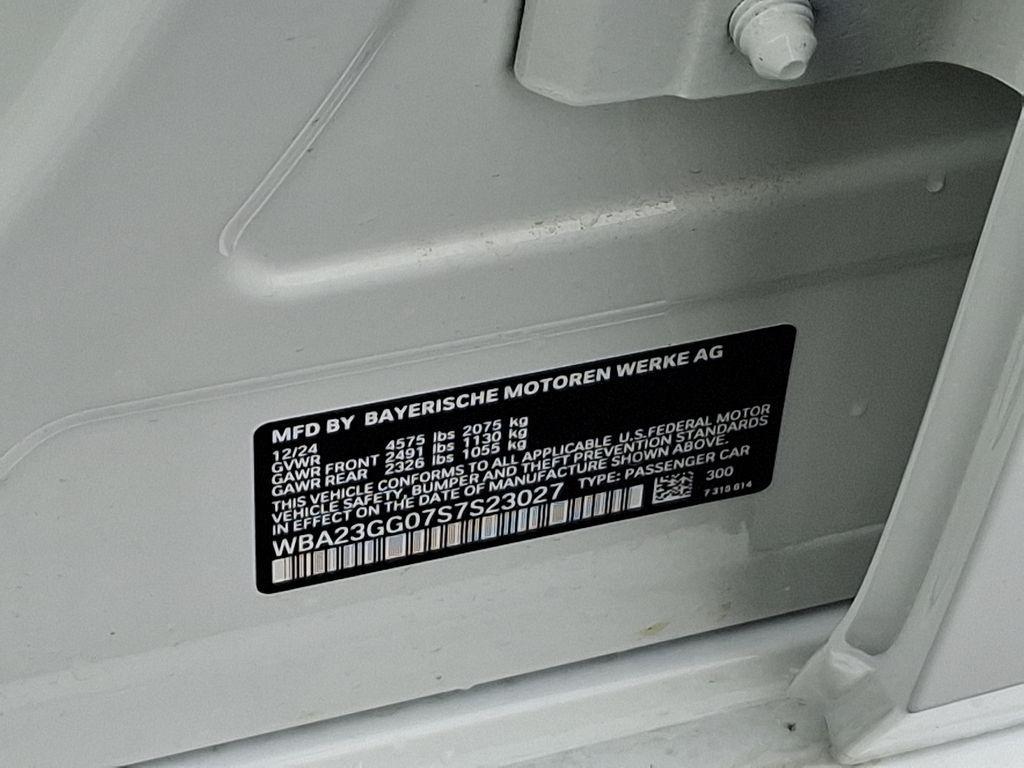 MFD BY BAYERISCHE MOTOREN WERKE AG
12/24
GVWR 4575 lbs 2075 kg
GAWR FRONT 2491 lbs 1130 kg
GAWR REAR 2326 lbs 1055 kg
THIS VEHICLE CONFORMS TO ALL APPLICABLE U.S.FEDERAL MOTOR
VEHICLE SAFETY, BUMPER AND THEFT PREVENTION STANDARDS
IN EFFECT ON THE DATE OF MANUFACTURE SHOWN ABOVE.
WBA23GG07S7S23027 TYPE: PASSENGER CAR
300
7 315 614